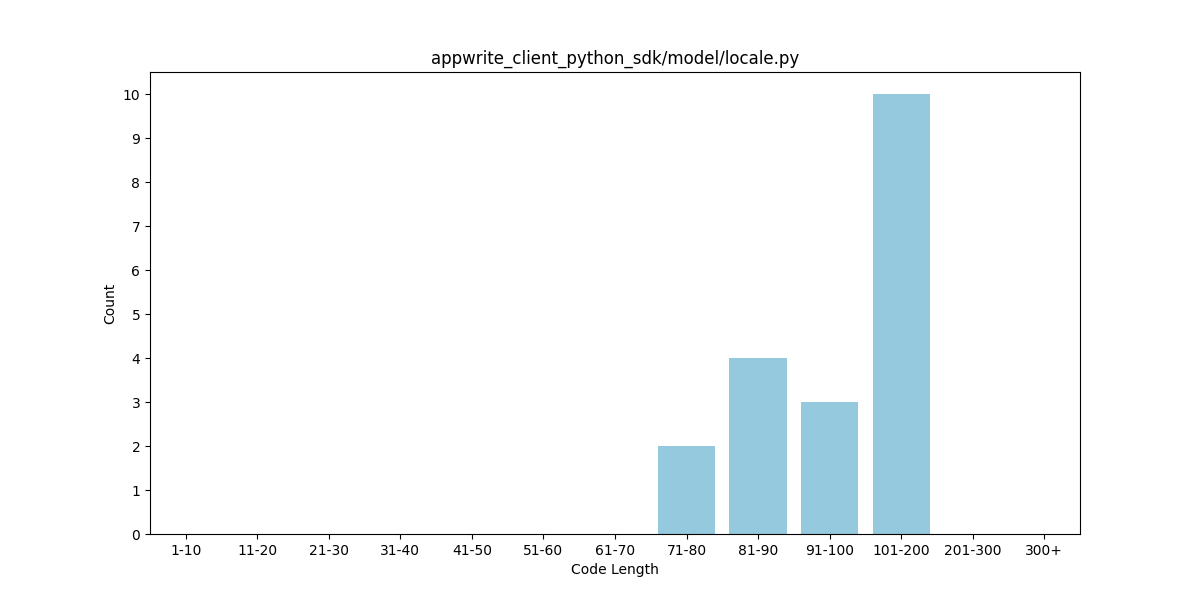 appwrite_client_python_sdk/model/locale.py
Count
10
9
8
7
6
5
4
3
2
1
0
1-10 11-20 21-30 31-40 41-50 51-60 61-70 71-80 81-90 91-100 101-200 201-300 300+
Code Length